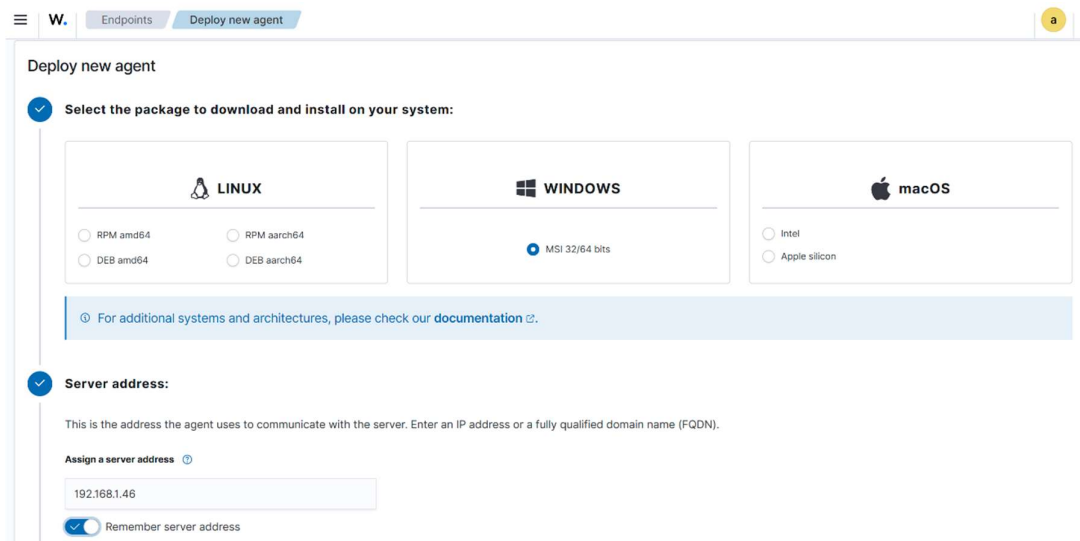 W.
Endpoints
Deploy new agent
a
Deploy new agent
Select the package to download and install on your system:
LINUX
RPM amd64
RPM aarch64
DEB amd64
DEB aarch64
WINDOWS
MSI 32/64 bits
macOS
Intel
Apple silicon
For additional systems and architectures, please check our documentation.
Server address:
This is the address the agent uses to communicate with the server. Enter an IP address or a fully qualified domain name (FQDN).
Assign a server address
192.168.1.46
Remember server address